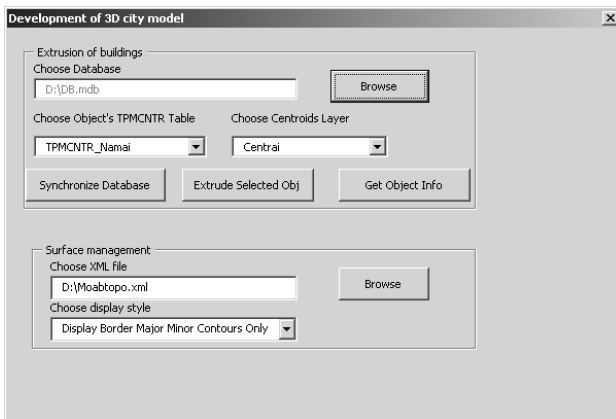 Development of 3D city model
Extrusion of buildings
Choose Database
D:\DB.mdb
Browse
Choose Object's TPMCNTR Table
Choose Centroids Layer
TPMCNTR_Namai
Centrai
Synchronize Database
Extrude Selected Obj
Get Object Info
Surface management
Choose XML file
D:\Moabtopo.xml
Browse
Choose display style
Display Border Major Minor Contours Only